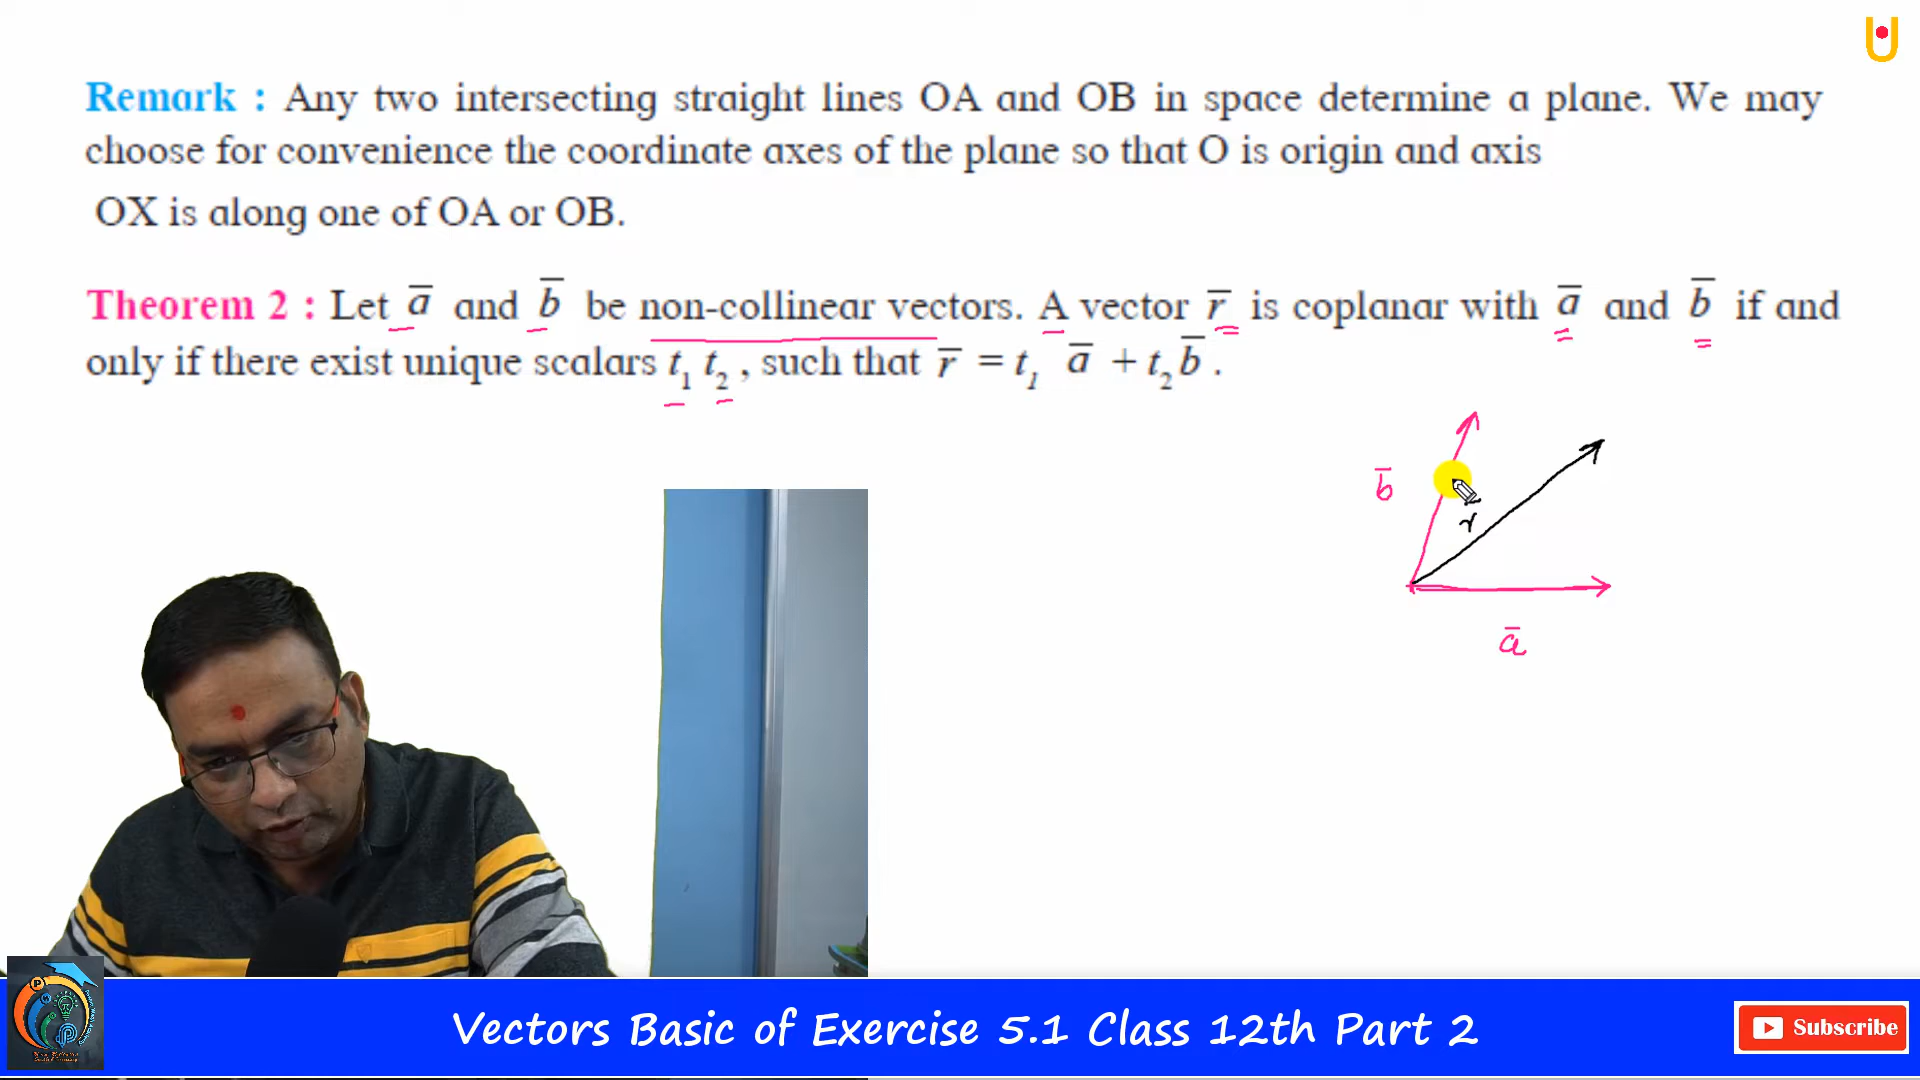 Remark : Any two intersecting straight lines OA and OB in space determine a plane. We may
choose for convenience the coordinate axes of the plane so that O is origin and axis
OX is along one of OA or OB.
Theorem 2 : Let a̅ and b̅ be non-collinear vectors. A vector r̅ is coplanar with a̅ and b̅ if and
only if there exist unique scalars t₁ t₂ , such that r̅ = t₁ a̅ + t₂ b̅ .
b̅
r̅
a̅
Vectors Basic of Exercise 5.1 Class 12th Part 2
Subscribe